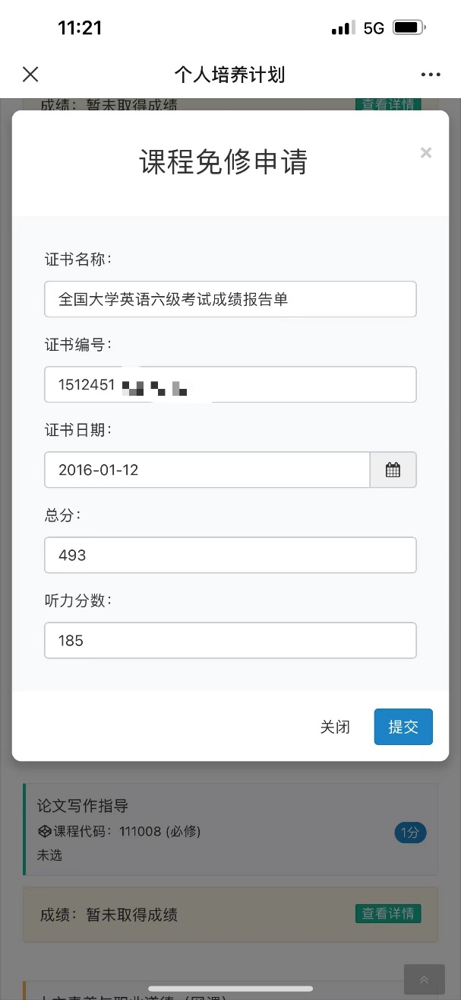 11:21
5G
个人培养计划
成绩：暂未取得成绩
查看详情
课程免修申请
×
证书名称：
全国大学英语六级考试成绩报告单
证书编号：
1512451
证书日期：
2016-01-12
总分：
493
听力分数：
185
关闭
提交
论文写作指导
课程代码：111008 (必修)
1分
未选
成绩：暂未取得成绩
查看详情